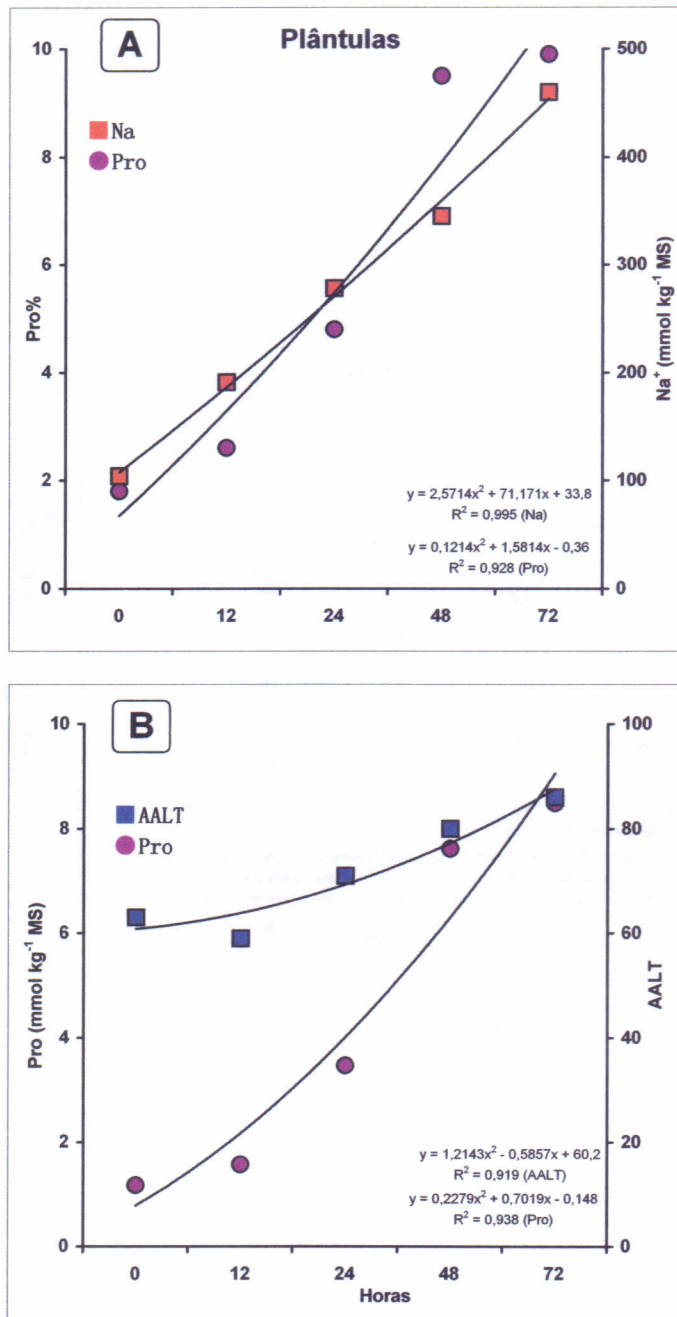 A
Plântulas
10
8
6
4
2
0
Pro%
Na
Pro
500
400
300
200
100
0
Na⁺ (mmol kg⁻¹ MS)
y = 2,5714x² + 71,171x + 33,8
R² = 0,995 (Na)
y = 0,1214x² + 1,5814x - 0,36
R² = 0,928 (Pro)
0 12 24 48 72
B
10
8
6
4
2
0
Pro (mmol kg⁻¹ MS)
AALT
Pro
100
80
60
40
20
0
AALT
y = 1,2143x² - 0,5857x + 60,2
R² = 0,919 (AALT)
y = 0,2279x² + 0,7019x - 0,148
R² = 0,938 (Pro)
0 12 24 48 72
Horas